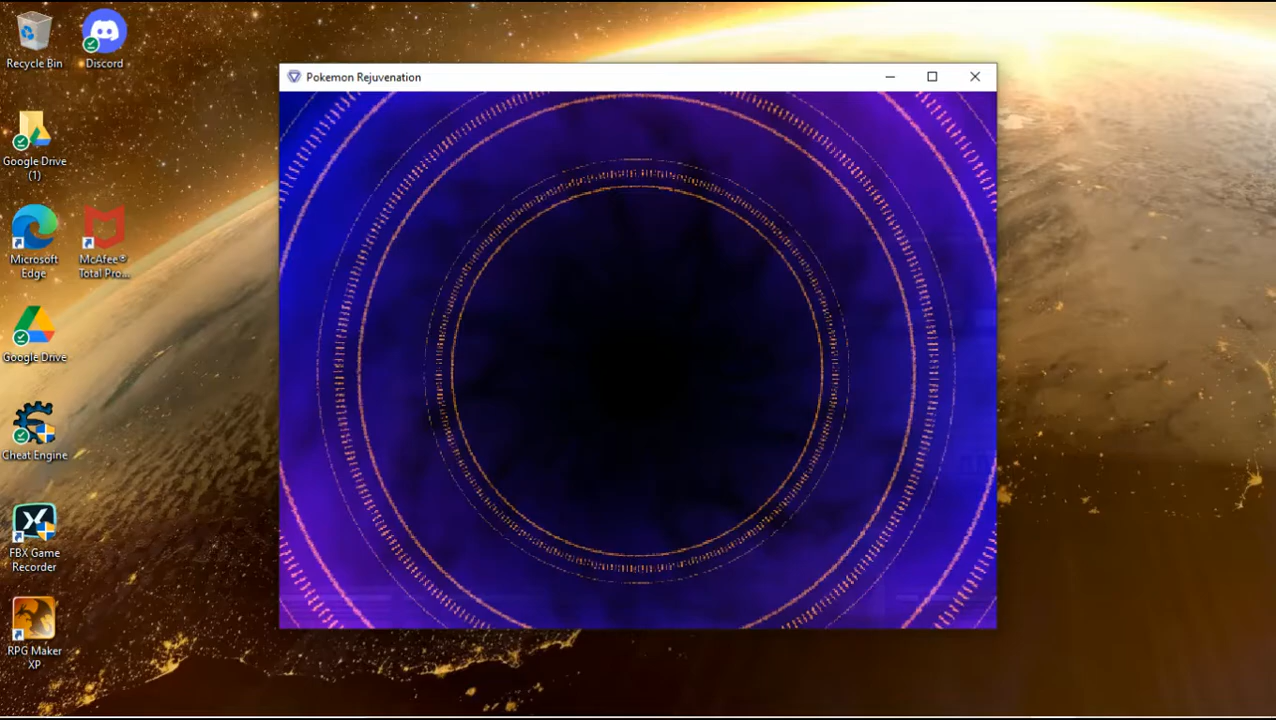 Recycle Bin
Discord
Pokemon Rejuvenation
Google Drive
(1)
Microsoft
Edge
McAfee®
Total Pro...
Google Drive
Cheat Engine
FBX Game
Recorder
RPG Maker
XP